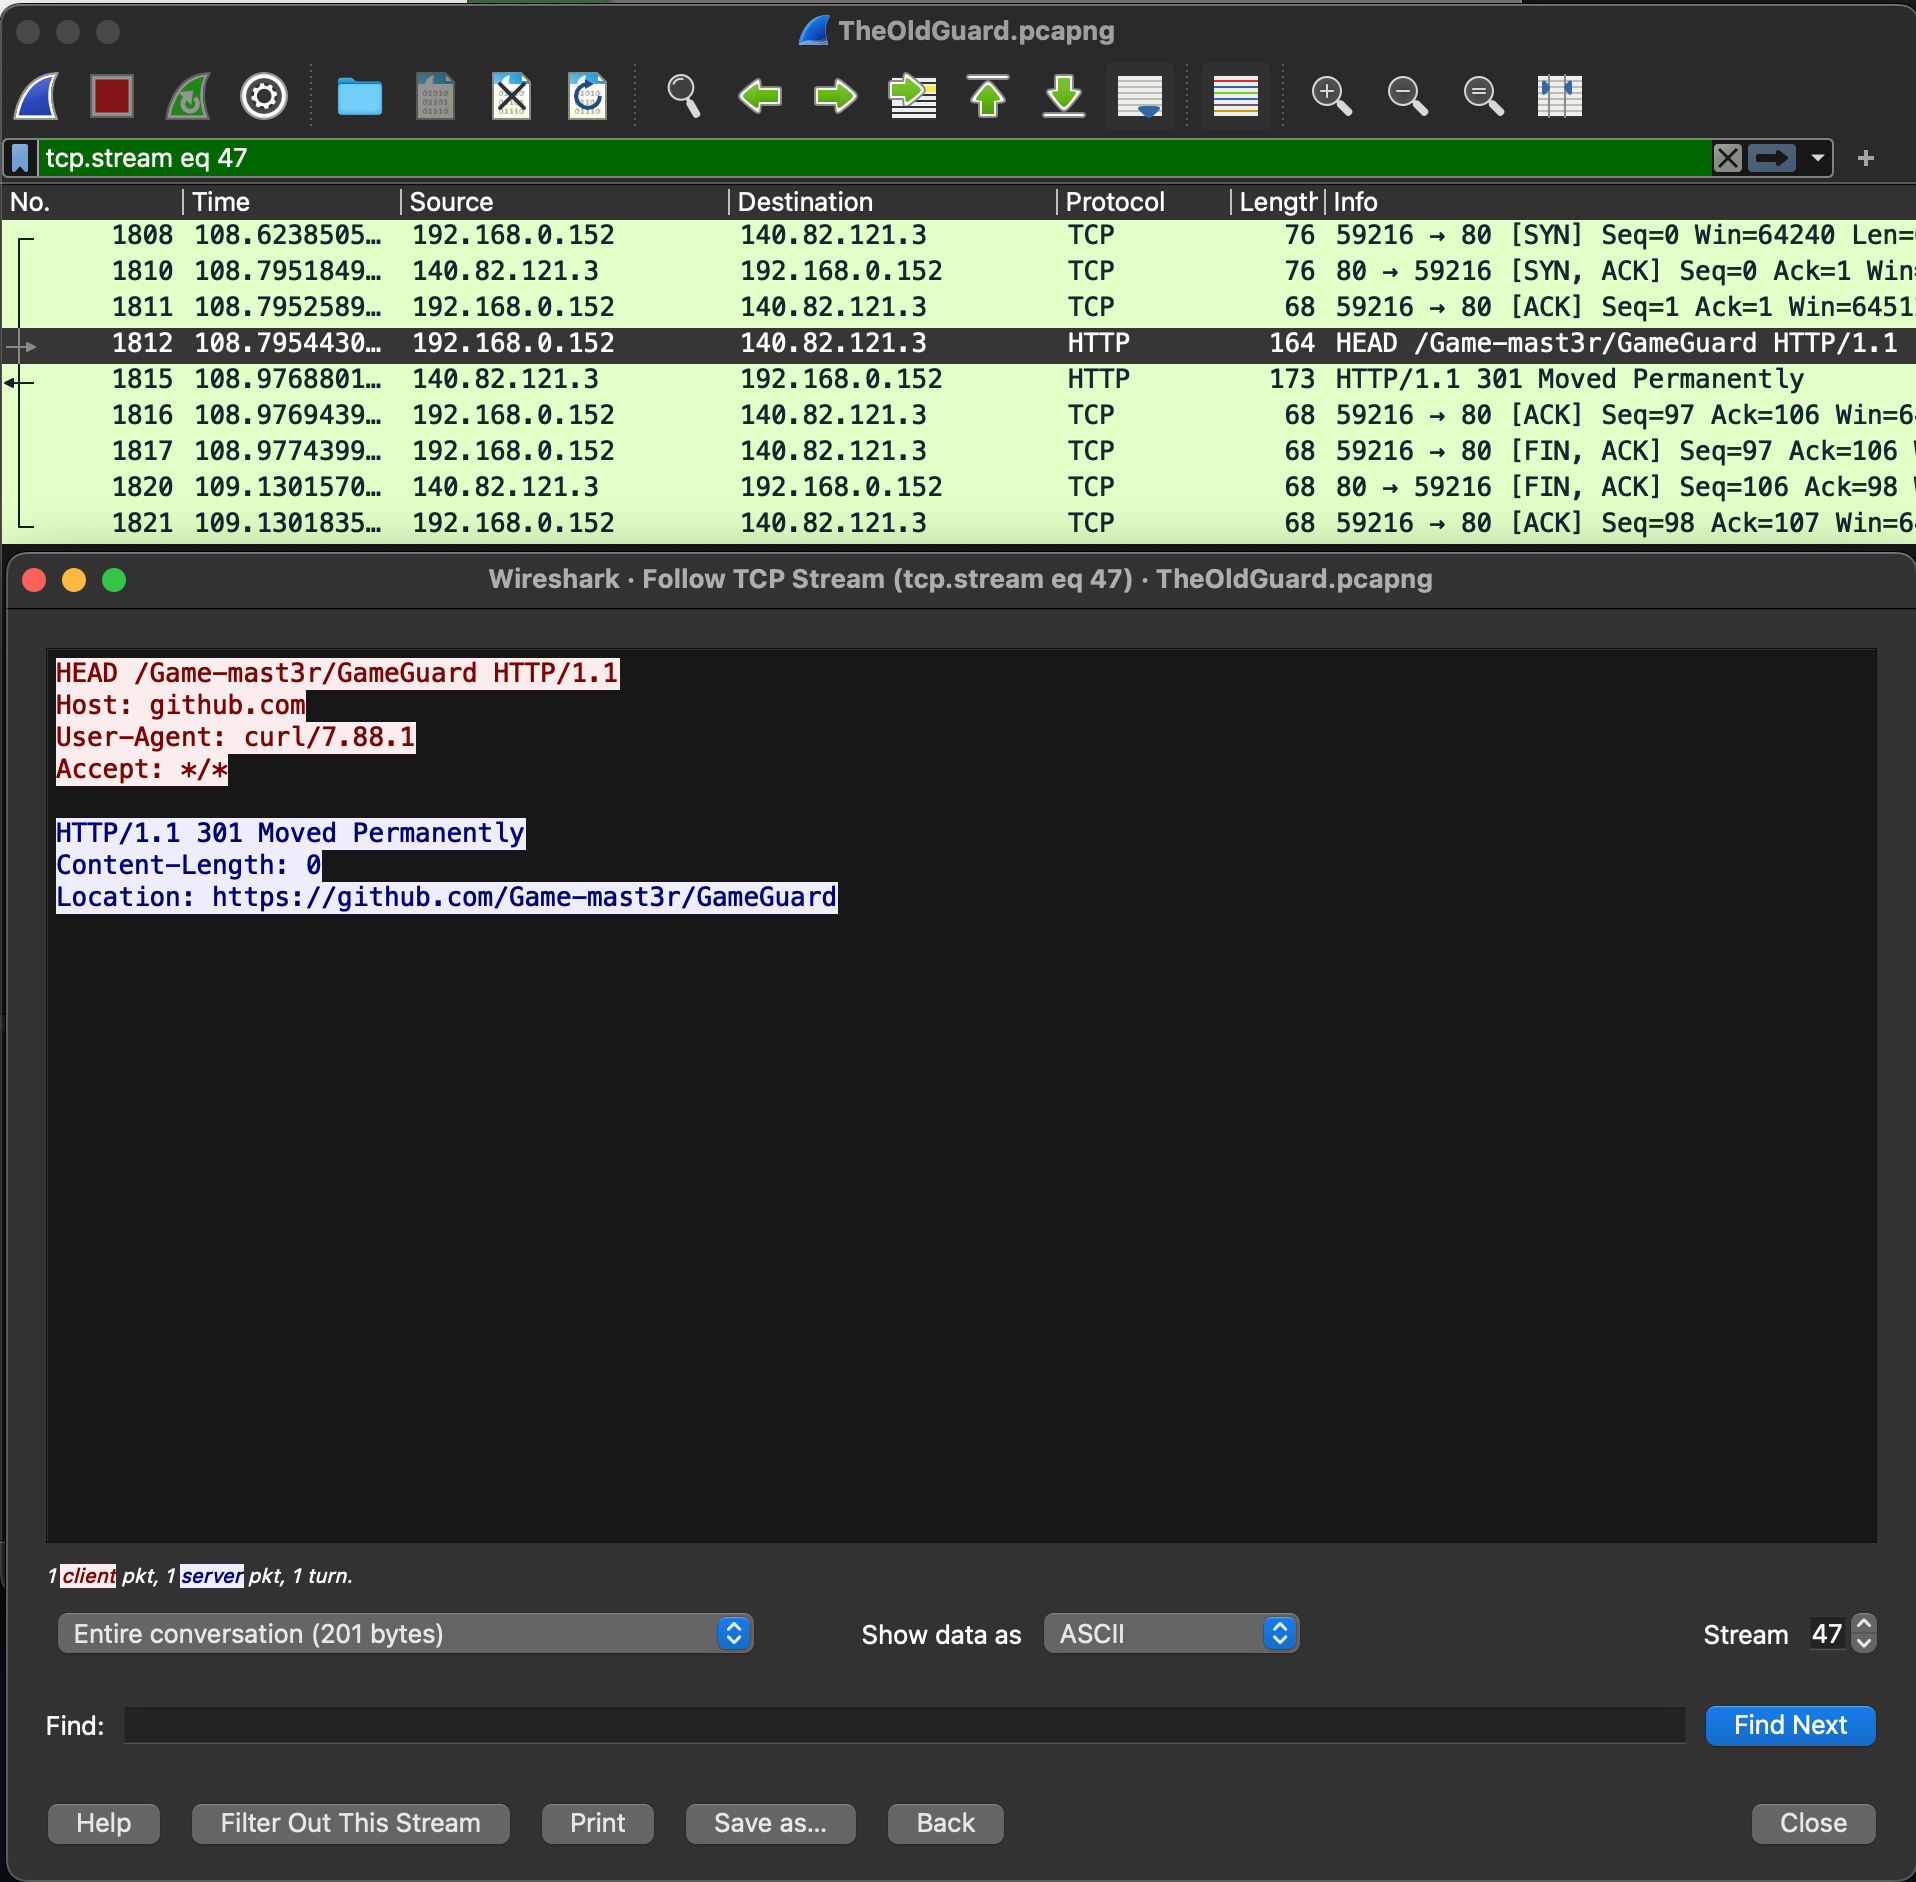 TheOldGuard.pcapng
tcp.stream eq 47
No. Time Source Destination Protocol Length Info
1808 108.6238505… 192.168.0.152 140.82.121.3 TCP 76 59216 → 80 [SYN] Seq=0 Win=64240 Len=
1810 108.7951849… 140.82.121.3 192.168.0.152 TCP 76 80 → 59216 [SYN, ACK] Seq=0 Ack=1 Win
1811 108.7952589… 192.168.0.152 140.82.121.3 TCP 68 59216 → 80 [ACK] Seq=1 Ack=1 Win=6451
1812 108.7954430… 192.168.0.152 140.82.121.3 HTTP 164 HEAD /Game-mast3r/GameGuard HTTP/1.1
1815 108.9768801… 140.82.121.3 192.168.0.152 HTTP 173 HTTP/1.1 301 Moved Permanently
1816 108.9769439… 192.168.0.152 140.82.121.3 TCP 68 59216 → 80 [ACK] Seq=97 Ack=106 Win=6
1817 108.9774399… 192.168.0.152 140.82.121.3 TCP 68 59216 → 80 [FIN, ACK] Seq=97 Ack=106
1820 109.1301570… 140.82.121.3 192.168.0.152 TCP 68 80 → 59216 [FIN, ACK] Seq=106 Ack=98
1821 109.1301835… 192.168.0.152 140.82.121.3 TCP 68 59216 → 80 [ACK] Seq=98 Ack=107 Win=6
Wireshark · Follow TCP Stream (tcp.stream eq 47) · TheOldGuard.pcapng
HEAD /Game-mast3r/GameGuard HTTP/1.1
Host: github.com
User-Agent: curl/7.88.1
Accept: */*
HTTP/1.1 301 Moved Permanently
Content-Length: 0
Location: https://github.com/Game-mast3r/GameGuard
1 client pkt, 1 server pkt, 1 turn.
Entire conversation (201 bytes) Show data as ASCII Stream 47
Find: Find Next
Help Filter Out This Stream Print Save as… Back Close